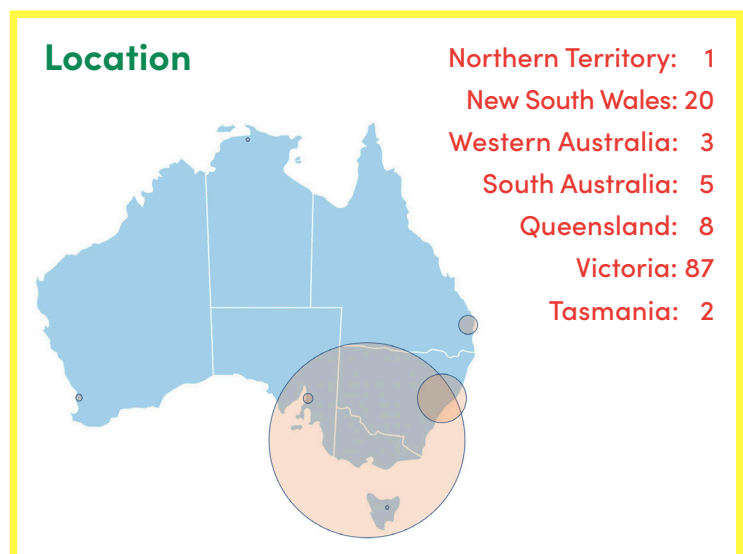 Location
Northern Territory: 1
New South Wales: 20
Western Australia: 3
South Australia: 5
Queensland: 8
Victoria: 87
Tasmania: 2